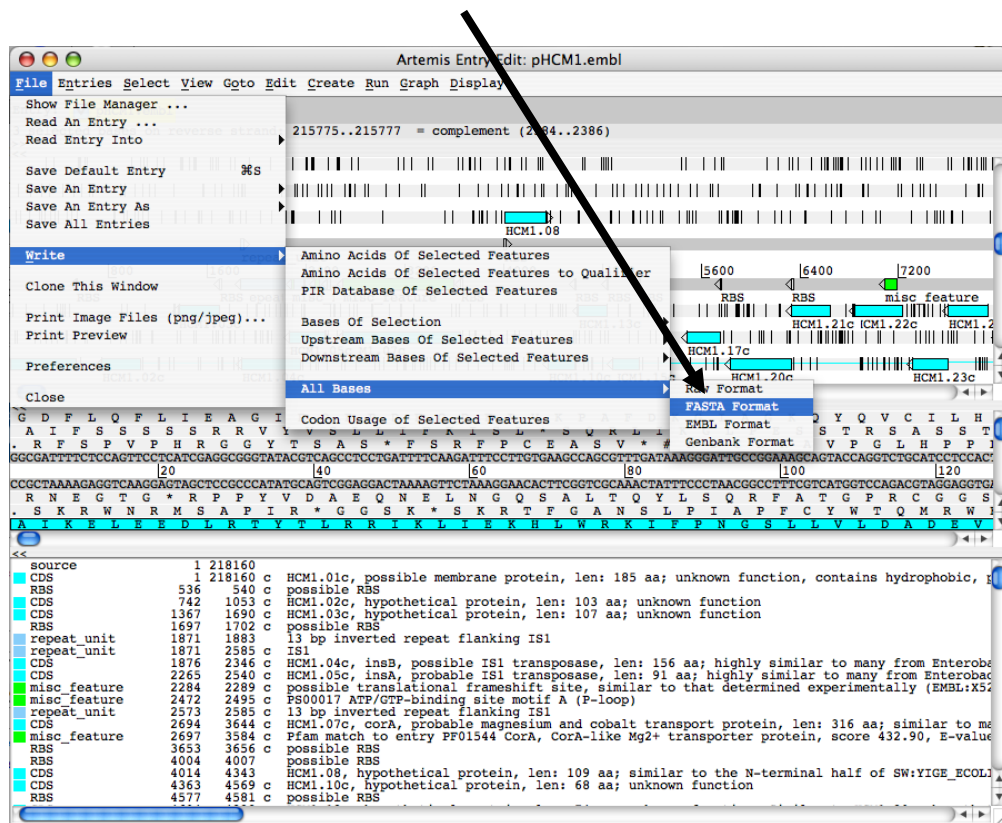 Artemis Entry Edit: pHCM1.embl
File Entries Select View Goto Edit Create Run Graph Display
Show File Manager ...
Read An Entry ...
Read Entry Into
215775..215777 = complement (2284..2386)
Save Default Entry ⌘S
Save An Entry
Save An Entry As
Save All Entries
HCM1.08
Write
Amino Acids Of Selected Features
Amino Acids Of Selected Features to Qualifier
PIR Database Of Selected Features
Clone This Window
5600 6400 7200
RBS RBS misc_feature
Print Image Files (png/jpeg)...
Print Preview
Bases Of Selection
Upstream Bases Of Selected Features
Downstream Bases Of Selected Features
HCM1.21c HCM1.22c HCM1.2
HCM1.17c
Preferences
HCM1.20c HCM1.23c
Close
All Bases
Codon Usage of Selected Features
Raw Format
FASTA Format
EMBL Format
Genbank Format
20 40 60 80 100 120
R N E G T G * R P P Y V D A E Q N E L N G Q S A L T Q Y L S Q R F A T G P R C G G S
. S K R W N R M S A P I R * G G S K * S K R T F G A N S L P I A P F C Y W T Q M R W
A I K E L E E D L R T Y T L R R I K L I E K H L W R K I F P N G S L L V L D A D E V
<<
source 1 218160
CDS 1 218160 c HCM1.01c, possible membrane protein, len: 185 aa; unknown function, contains hydrophobic,
RBS 536 540 c possible RBS
CDS 742 1053 c HCM1.02c, hypothetical protein, len: 103 aa; unknown function
CDS 1367 1690 c HCM1.03c, hypothetical protein, len: 107 aa; unknown function
RBS 1697 1702 c possible RBS
repeat_unit 1871 1883 13 bp inverted repeat flanking IS1
repeat_unit 1871 2585 c IS1
CDS 1876 2346 c HCM1.04c, insB, possible IS1 transposase, len: 156 aa; highly similar to many from Enteroba
CDS 2265 2540 c HCM1.05c, insA, probable IS1 transposase, len: 91 aa; highly similar to many from Enterobac
misc_feature 2284 2289 c possible translational frameshift site, similar to that determined experimentally (EMBL:X52
misc_feature 2472 2495 c PS00017 ATP/GTP-binding site motif A (P-loop)
repeat_unit 2573 2585 c 13 bp inverted repeat flanking IS1
CDS 2694 3644 c HCM1.07c, corA, probable magnesium and cobalt transport protein, len: 316 aa; similar to ma
misc_feature 2697 3584 c Pfam match to entry PF01544 CorA, CorA-like Mg2+ transporter protein, score 432.90, E-value
RBS 3653 3656 c possible RBS
RBS 4004 4007 possible RBS
CDS 4014 4343 HCM1.08, hypothetical protein, len: 109 aa; similar to the N-terminal half of SW:YIGE_ECOLI
CDS 4363 4569 c HCM1.10c, hypothetical protein, len: 68 aa; unknown function
RBS 4577 4581 c possible RBS